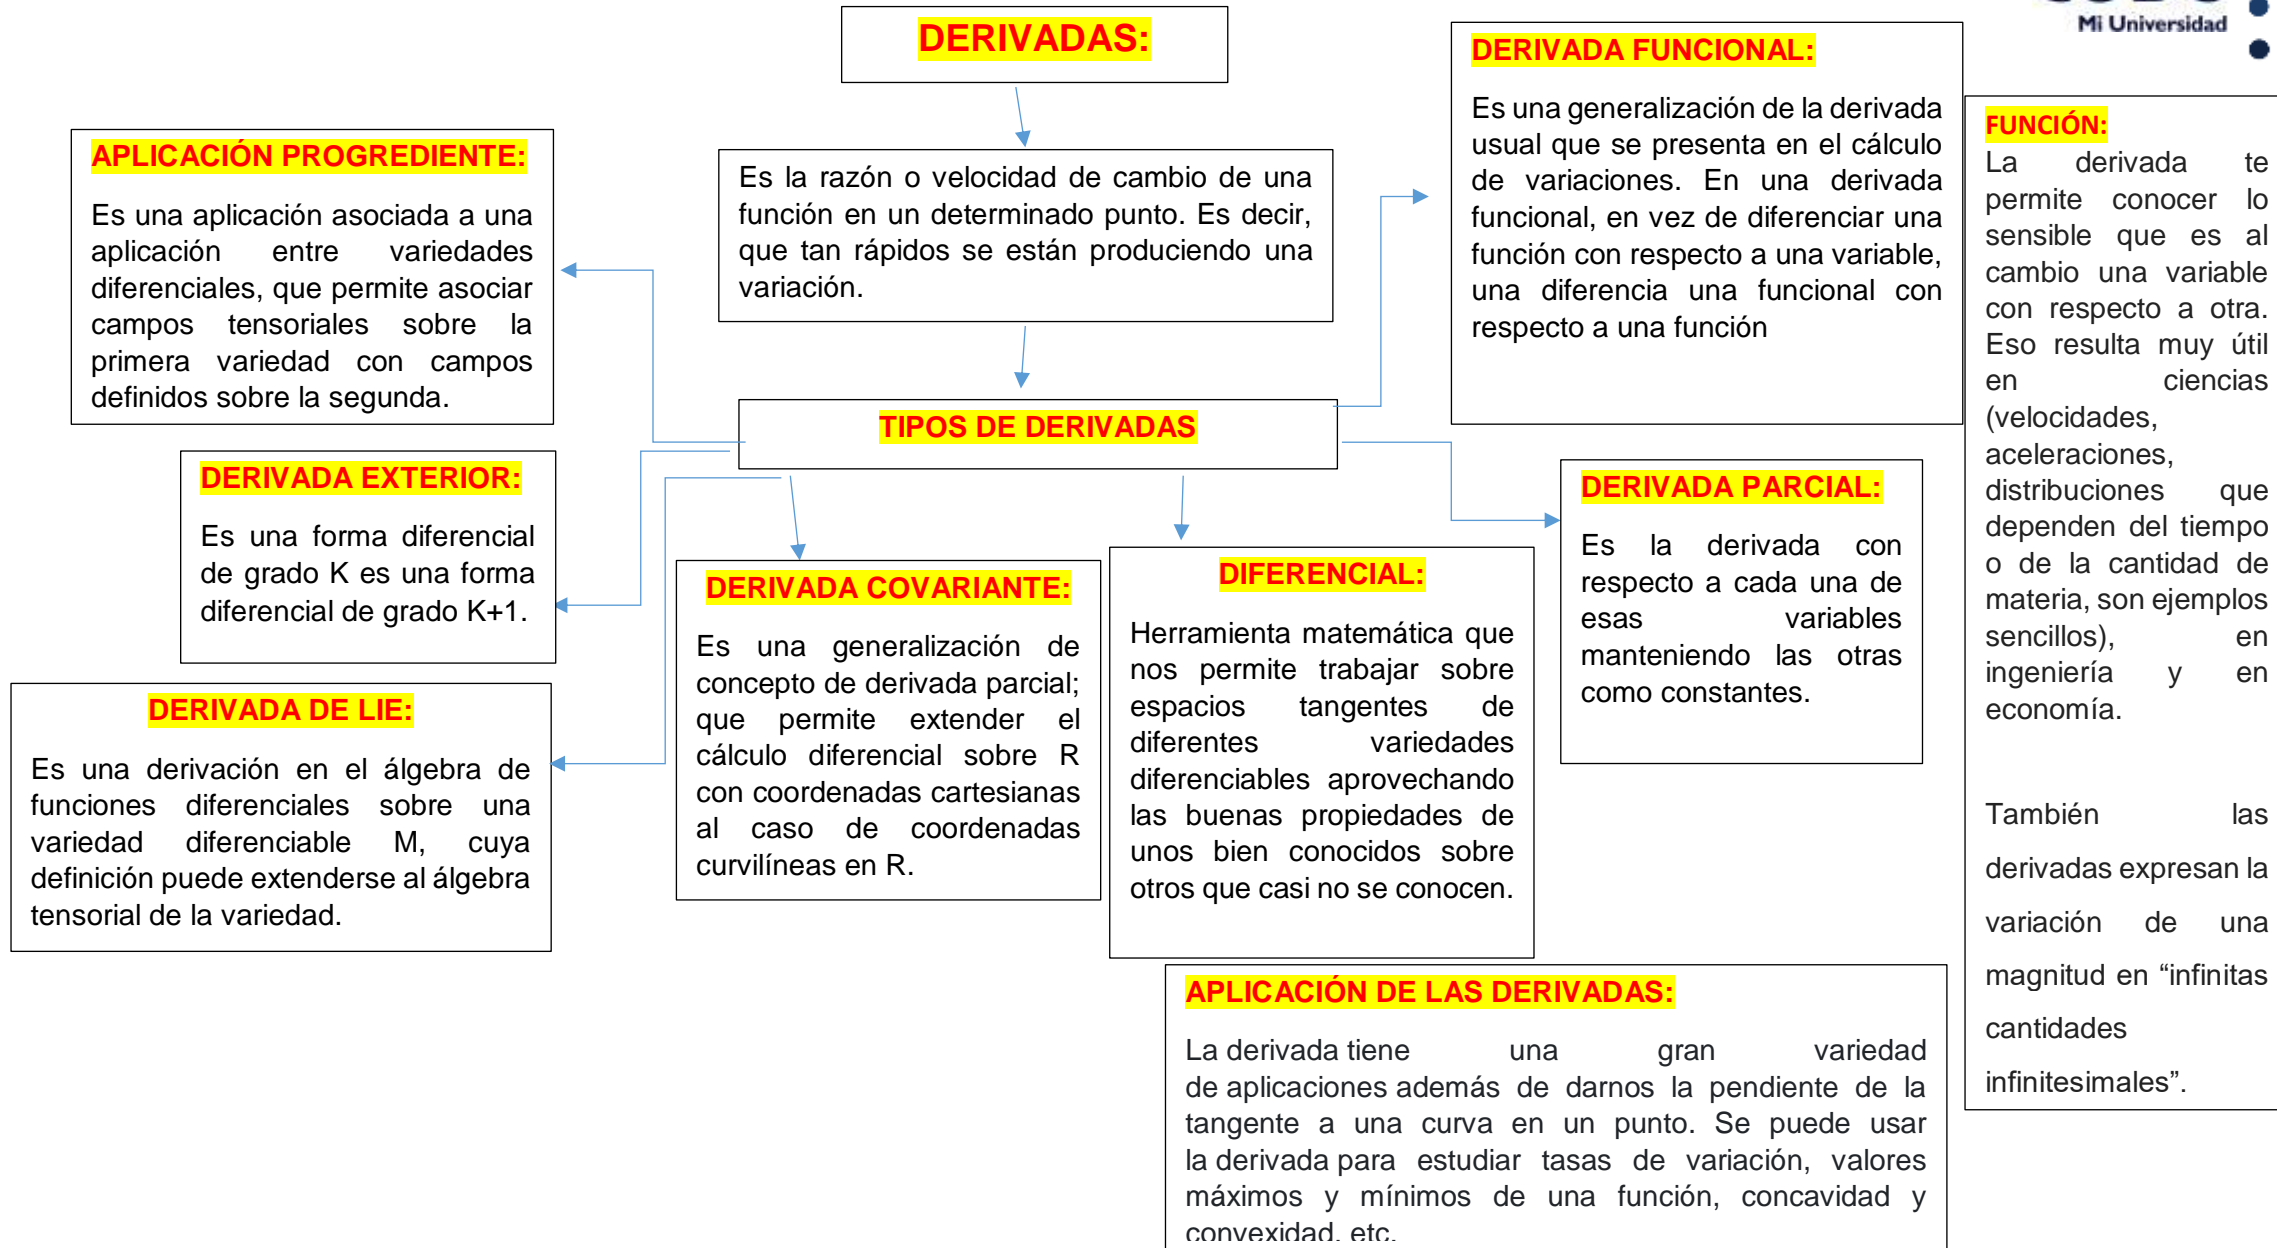 Mi Universidad
DERIVADAS:
Es la razón o velocidad de cambio de una
función en un determinado punto. Es decir,
que tan rápidos se están produciendo una
variación.
TIPOS DE DERIVADAS
APLICACIÓN PROGREDIENTE:
Es una aplicación asociada a una
aplicación entre variedades
diferenciales, que permite asociar
campos tensoriales sobre la
primera variedad con campos
definidos sobre la segunda.
DERIVADA EXTERIOR:
Es una forma diferencial
de grado K es una forma
diferencial de grado K+1.
DERIVADA DE LIE:
Es una derivación en el álgebra de
funciones diferenciales sobre una
variedad diferenciable M, cuya
definición puede extenderse al álgebra
tensorial de la variedad.
DERIVADA COVARIANTE:
Es una generalización de
concepto de derivada parcial;
que permite extender el
cálculo diferencial sobre R
con coordenadas cartesianas
al caso de coordenadas
curvilíneas en R.
DIFERENCIAL:
Herramienta matemática que
nos permite trabajar sobre
espacios tangentes de
diferentes variedades
diferenciables aprovechando
las buenas propiedades de
unos bien conocidos sobre
otros que casi no se conocen.
DERIVADA PARCIAL:
Es la derivada con
respecto a cada una de
esas variables
manteniendo las otras
como constantes.
DERIVADA FUNCIONAL:
Es una generalización de la derivada
usual que se presenta en el cálculo
de variaciones. En una derivada
funcional, en vez de diferenciar una
función con respecto a una variable,
una diferencia una funcional con
respecto a una función
FUNCIÓN:
La derivada te
permite conocer lo
sensible que es al
cambio una variable
con respecto a otra.
Eso resulta muy útil
en ciencias
(velocidades,
aceleraciones,
distribuciones que
dependen del tiempo
o de la cantidad de
materia, son ejemplos
sencillos), en
ingeniería y en
economía.
También las
derivadas expresan la
variación de una
magnitud en “infinitas
cantidades
infinitesimales”.
APLICACIÓN DE LAS DERIVADAS:
La derivada tiene una gran variedad
de aplicaciones además de darnos la pendiente de la
tangente a una curva en un punto. Se puede usar
la derivada para estudiar tasas de variación, valores
máximos y mínimos de una función, concavidad y
convexidad, etc.